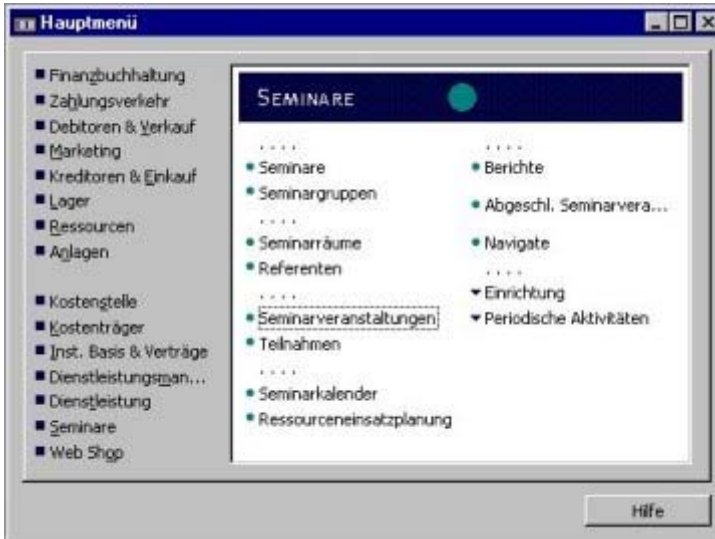 Hauptmenü
Finanzbuchhaltung
Zahlungsverkehr
Debitoren & Verkauf
Marketing
Kreditoren & Einkauf
Lager
Ressourcen
Anlagen
Kostenstelle
Kostenträger
Inst. Basis & Verträge
Dienstleistungsman...
Dienstleistung
Seminare
Web Shop
SEMINARE
. . . .
Seminare
Seminargruppen
. . . .
Seminarräume
Referenten
. . . .
Seminarveranstaltungen
Teilnahmen
. . . .
Seminarkalender
Ressourceneinsatzplanung
. . . .
Berichte
Abgeschl. Seminarvera...
Navigate
. . . .
Einrichtung
Periodische Aktivitäten
Hilfe